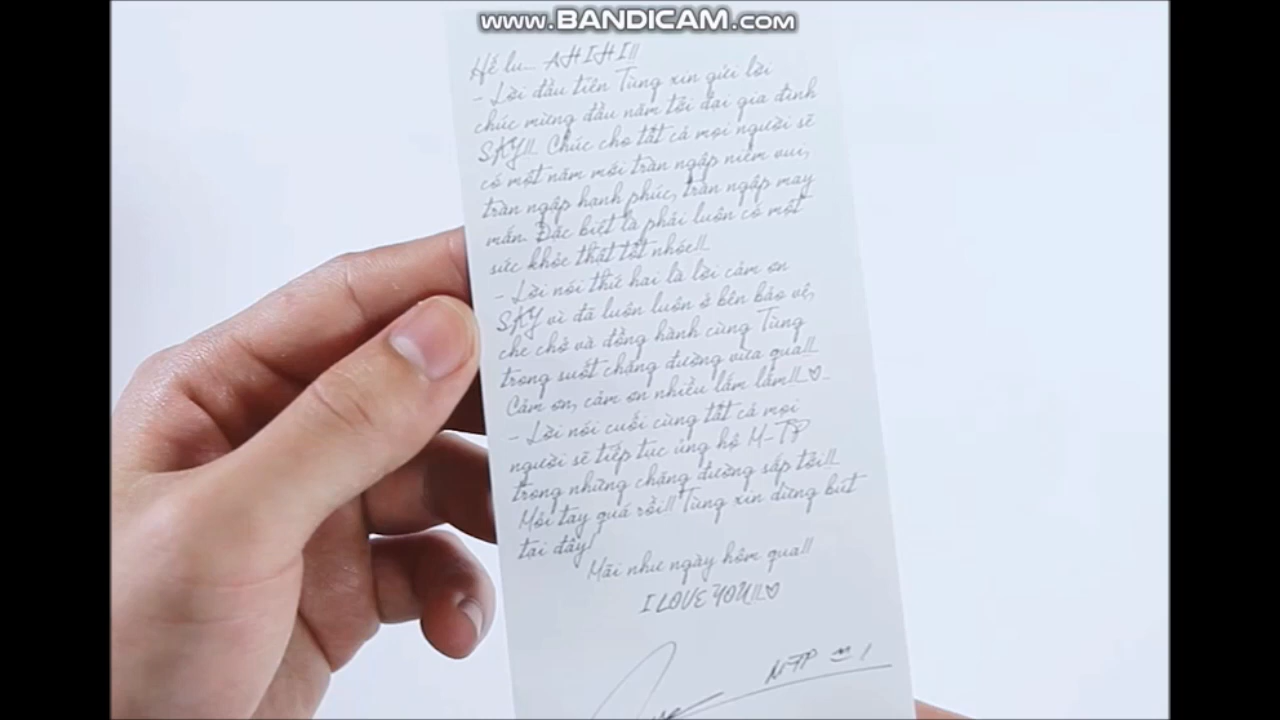 www.BANDICAM.com
Hế lu... AHIHI!!
- Lời đầu tiên Tùng xin gửi lời
chúc mừng đầu năm tới đại gia đình
SKY!!... Chúc cho tất cả mọi người sẽ
có một năm mới tràn ngập niềm vui,
tràn ngập hạnh phúc, tràn ngập may
mắn. Đặc biệt là phải luôn có một
sức khỏe thật tốt nhóe!!...
- Lời nói thứ hai là lời cảm ơn
SKY vì đã luôn luôn ở bên bảo vệ,
che chở và đồng hành cùng Tùng
trong suốt chặng đường vừa qua!!...
Cảm ơn, cảm ơn nhiều lắm lắm!!...♡...
- Lời nói cuối cùng tất cả mọi
người sẽ tiếp tục ủng hộ M-TP
trong những chặng đường sắp tới!!...
Mỏi tay quá rồi!! Tùng xin dừng bút
tại đây!
Mãi như ngày hôm qua!!
I LOVE YOU!!...♡
M-TP